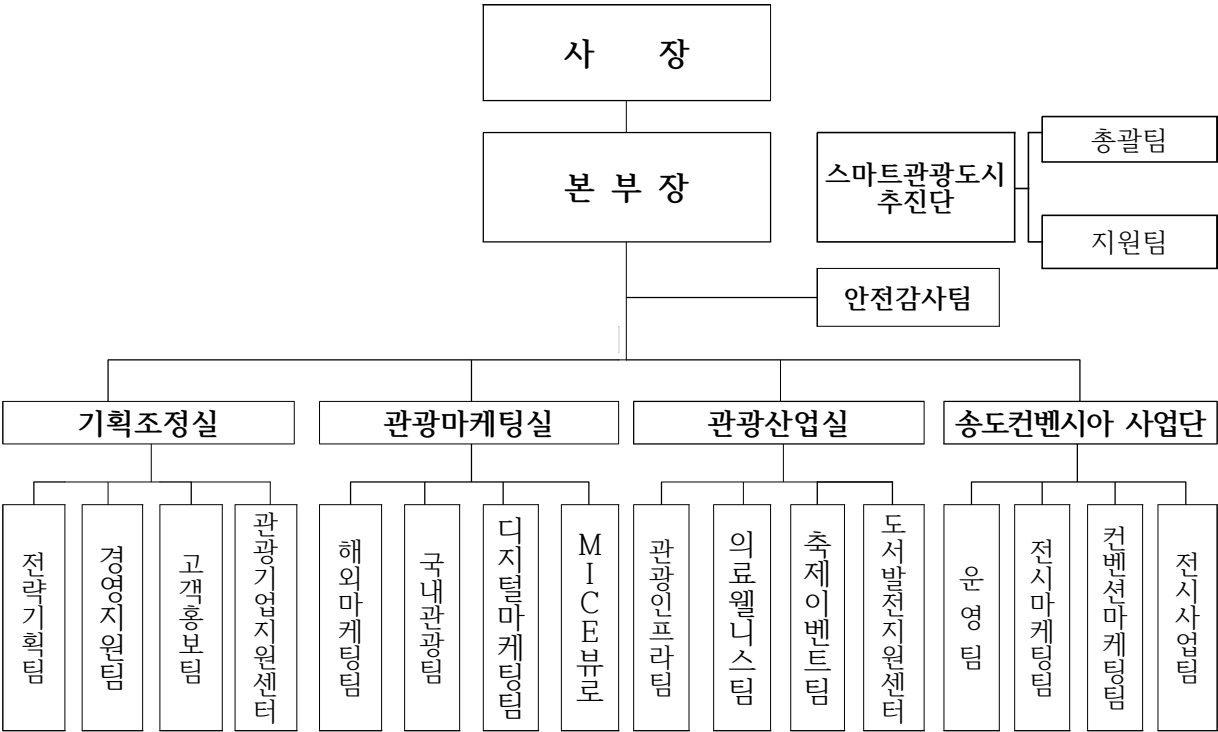 사 장
본 부 장
스마트관광도시
추진단
총괄팀
지원팀
안전감사팀
기획조정실
관광마케팅실
관광산업실
송도컨벤시아 사업단
전략기획팀
경영지원팀
고객홍보팀
관광기업지원센터
해외마케팅팀
국내관광팀
디지털마케팅팀
MICE뷰로
관광인프라팀
의료웰니스팀
축제이벤트팀
도서발전지원센터
운영팀
전시마케팅팀
컨벤션마케팅팀
전시사업팀